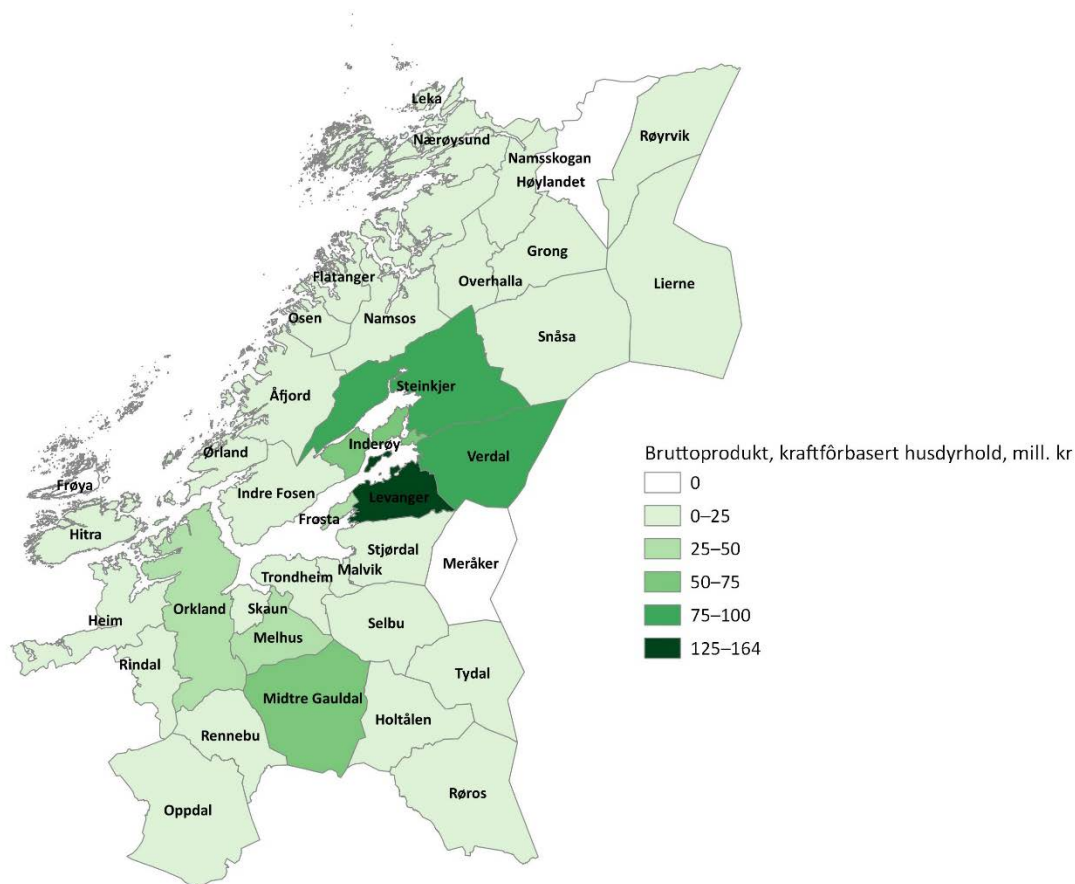 Leka
Nærøysund
Røyrvik
Namsskogan
Høylandet
Grong
Overhalla
Lierne
Flatanger
Osen
Namsos
Snåsa
Steinkjer
Åfjord
Inderøy
Verdal
Ørland
Bruttoprodukt, kraftfôrbasert husdyrhold, mill. kr
0
0–25
25–50
50–75
75–100
125–164
Frøya
Indre Fosen
Levanger
Frosta
Hitra
Stjørdal
Meråker
Malvik
Trondheim
Heim
Orkland
Skaun
Selbu
Melhus
Rindal
Tydal
Midtre Gauldal
Holtålen
Rennebu
Røros
Oppdal